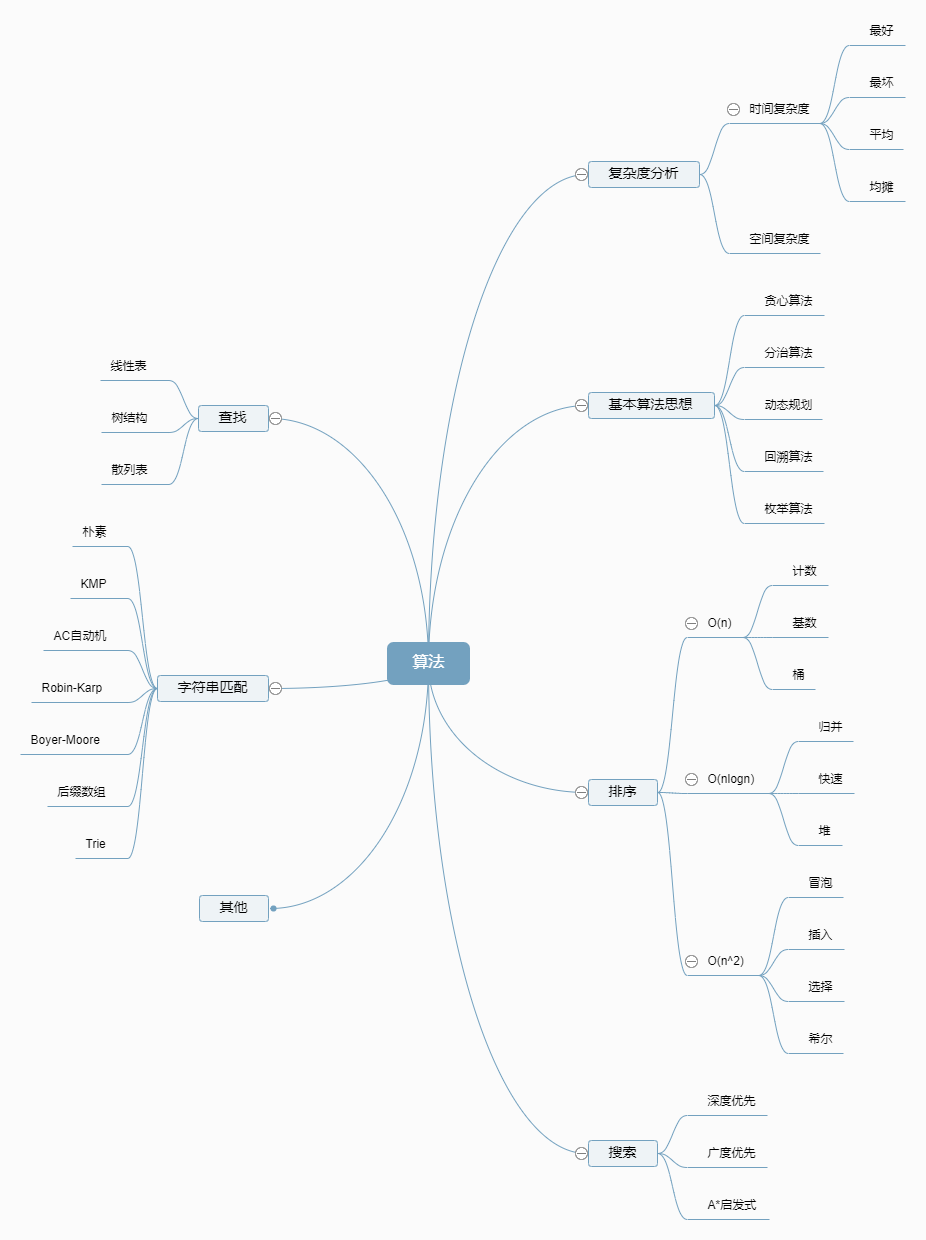 算法
复杂度分析
时间复杂度
最好
最坏
平均
均摊
空间复杂度
基本算法思想
贪心算法
分治算法
动态规划
回溯算法
枚举算法
排序
O(n)
计数
基数
桶
O(nlogn)
归并
快速
堆
O(n^2)
冒泡
插入
选择
希尔
搜索
深度优先
广度优先
A*启发式
查找
线性表
树结构
散列表
字符串匹配
朴素
KMP
AC自动机
Robin-Karp
Boyer-Moore
后缀数组
Trie
其他